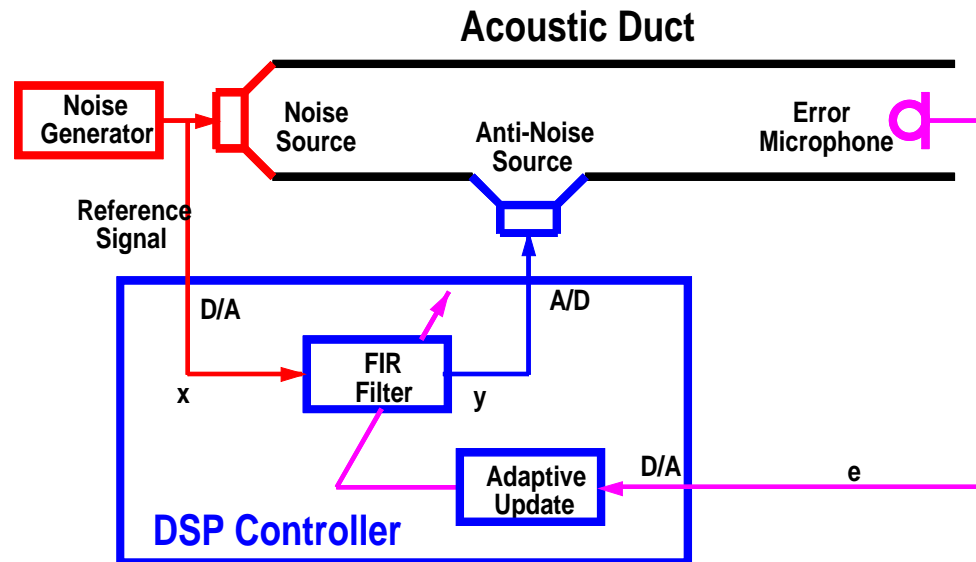 Acoustic Duct
Noise
Generator
Noise
Source
Anti-Noise
Source
Error
Microphone
Reference
Signal
D/A
A/D
FIR
Filter
x
y
Adaptive
Update
D/A
e
DSP Controller